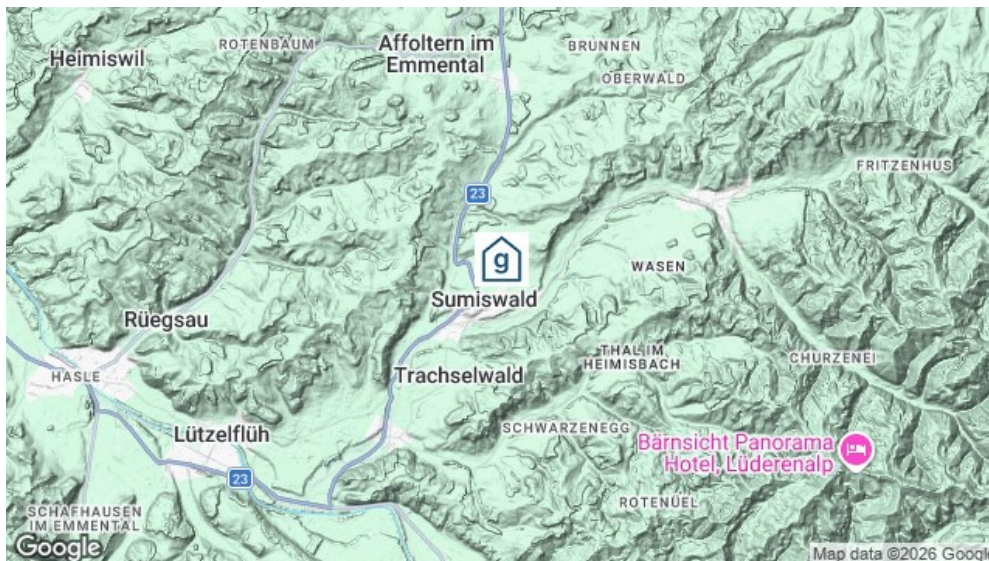 Heimiswil
ROTENBAUM
Affoltern im
Emmental
BRUNNEN
OBERWALD
FRITZENHUS
23
g
WASEN
Sumiswald
Rüegsau
THAL IM
HEIMISBACH
CHURZENEI
HASLE
Trachselwald
Lützelflüh
SCHWARZENEGG
Bärnsicht Panorama
Hotel, Lüderenalp
23
ROTENÜEL
SCHAFHAUSEN
IM EMMENTAL
Google
Map data ©2026 Google